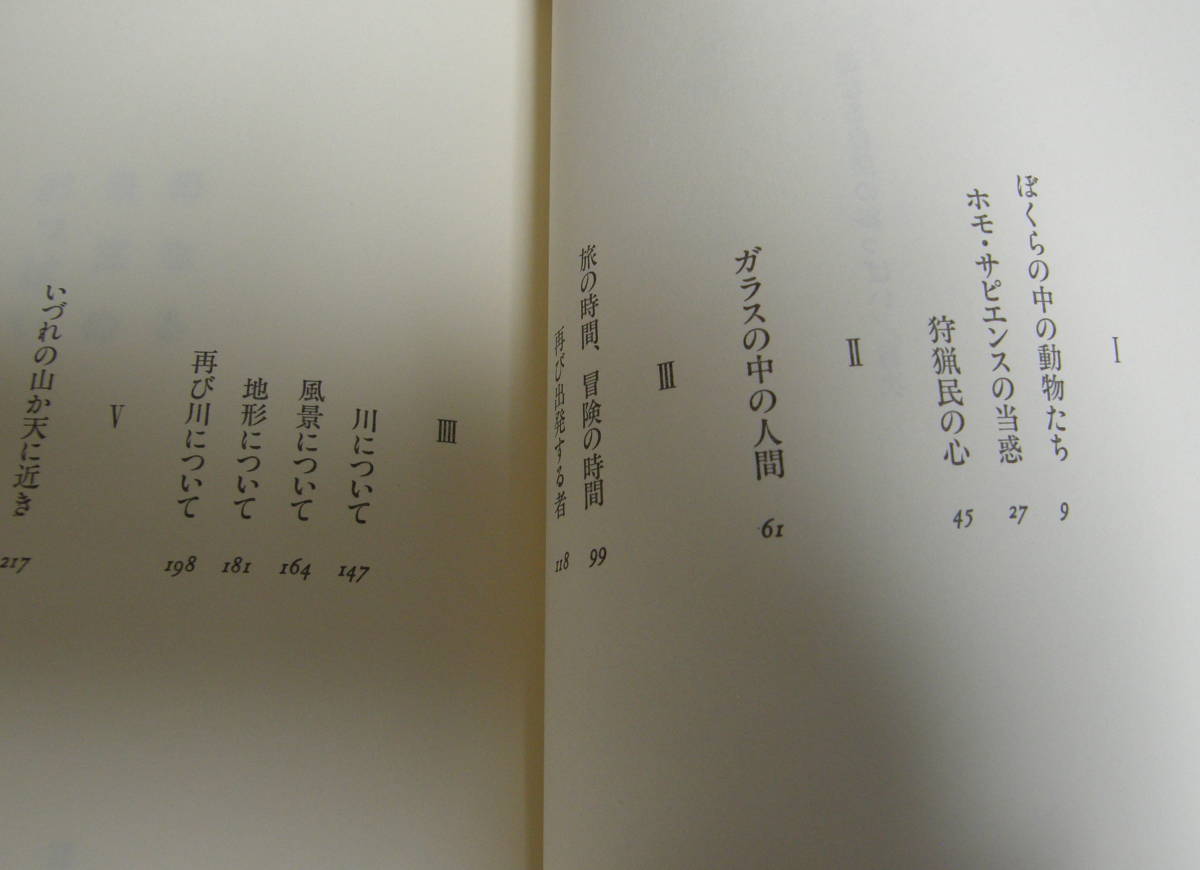 Ⅰ
ぼくらの中の動物たち 9
ホモ・サピエンスの当惑 27
狩猟民の心 45
Ⅱ
ガラスの中の人間 61
Ⅲ
旅の時間、冒険の時間 99
再び出発する者 118
IIII
川について 147
風景について 164
地形について 181
再び川について 198
Ⅴ
いづれの山か天に近き 217